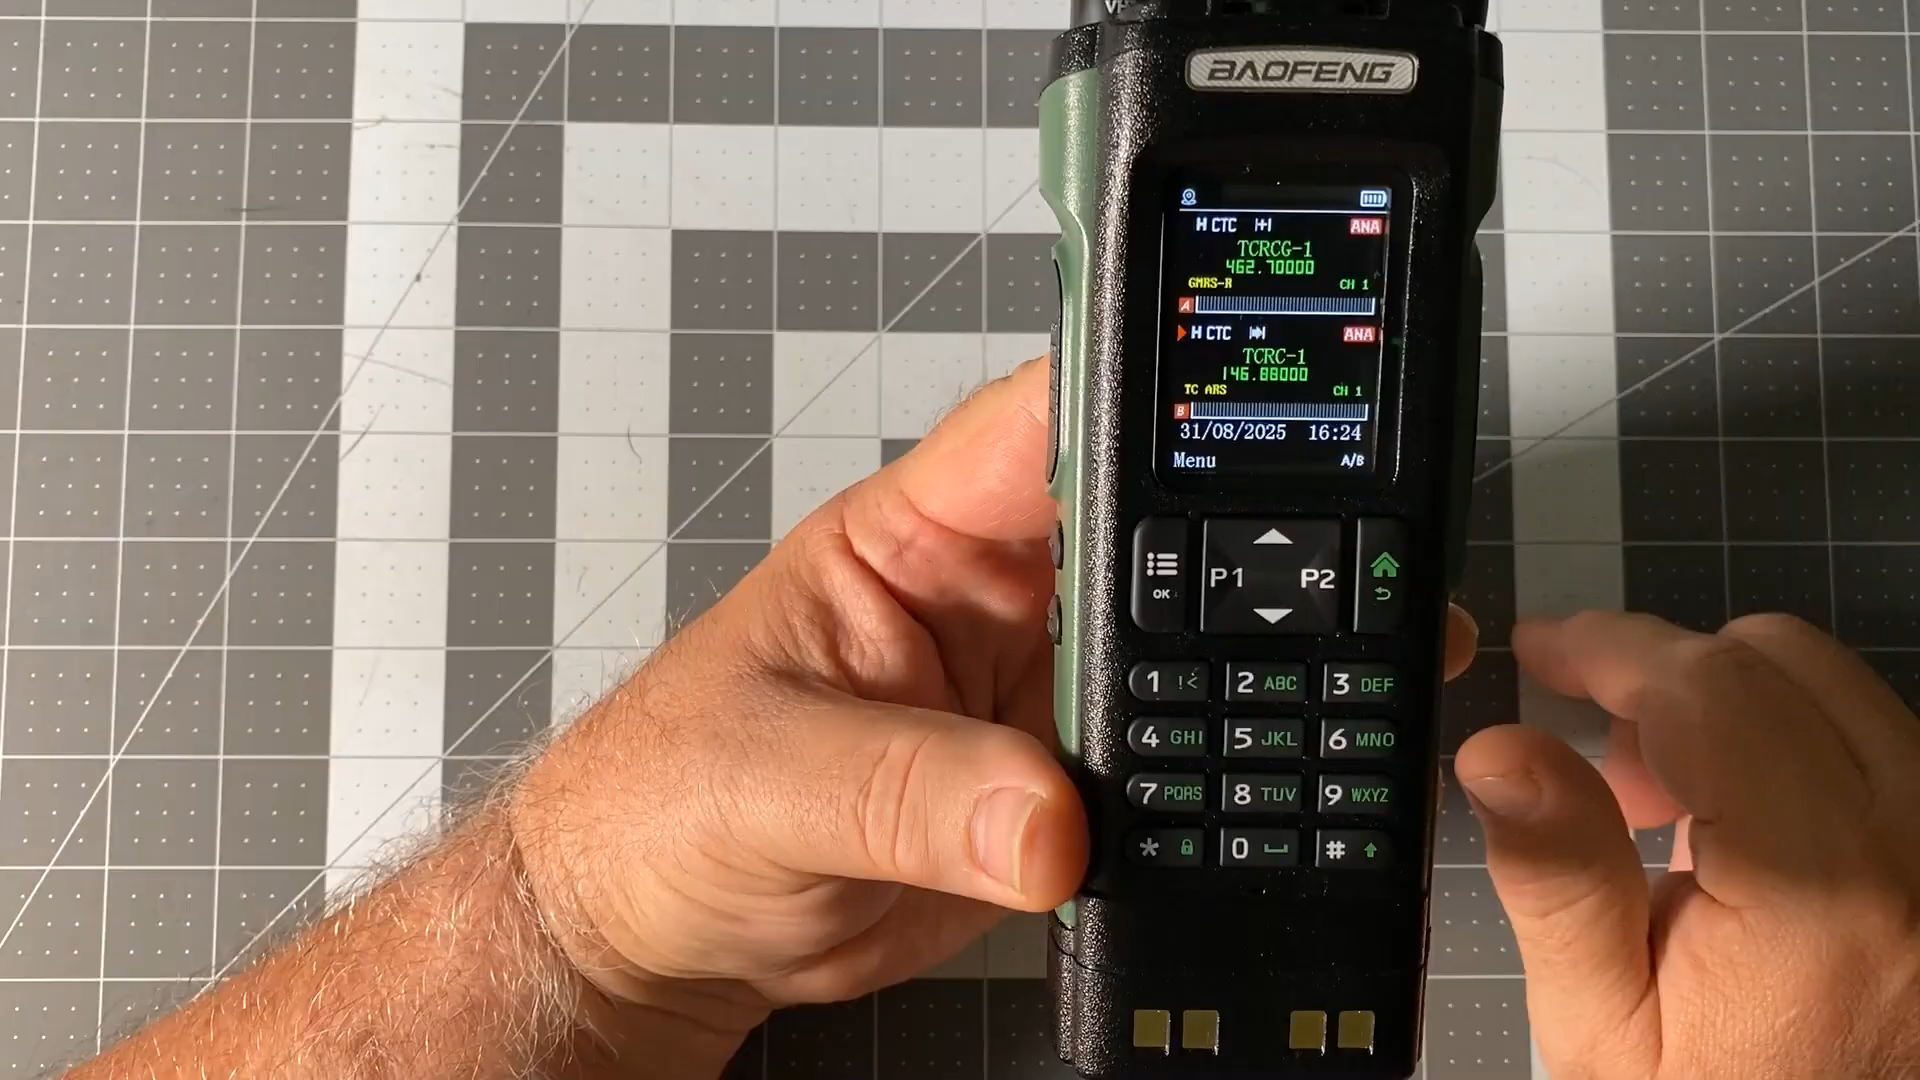 VH
BAOFENG
H CTC ANA
TCRCG-1
462.70000
GMRS-R CH 1
A
H CTC ANA
TCRC-1
146.88000
TC ARS CH 1
B
31/08/2025 16:24
Menu A/B
OK P1 P2
1 2 ABC 3 DEF
4 GHI 5 JKL 6 MNO
7 PQRS 8 TUV 9 WXYZ
* 0 #